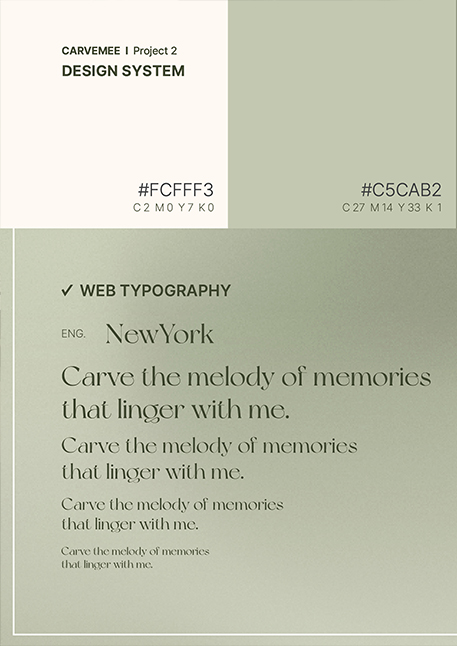 CARVEMEE I Project 2
DESIGN SYSTEM
#FCFFF3
C 2 M 0 Y 7 K 0
#C5CAB2
C 27 M 14 Y 33 K 1
✓ WEB TYPOGRAPHY
ENG. NewYork
Carve the melody of memories
that linger with me.
Carve the melody of memories
that linger with me.
Carve the melody of memories
that linger with me.
Carve the melody of memories
that linger with me.